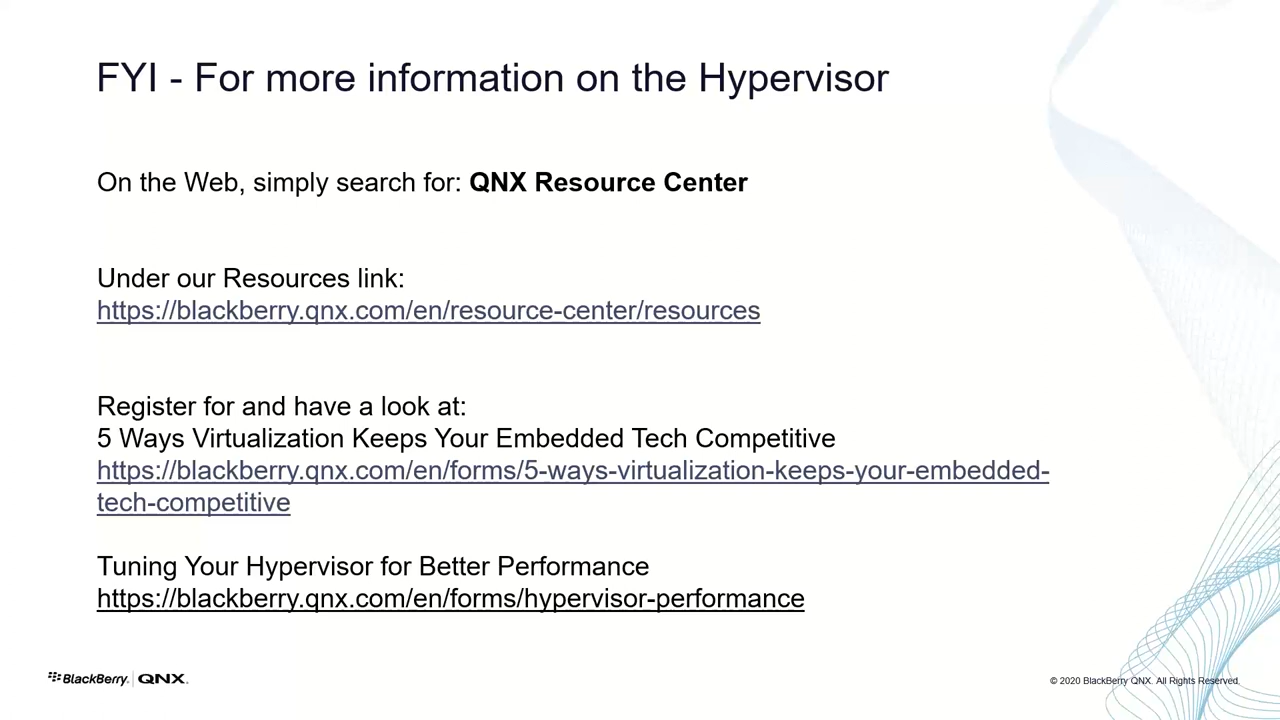 FYI - For more information on the Hypervisor
On the Web, simply search for: QNX Resource Center
Under our Resources link:
https://blackberry.qnx.com/en/resource-center/resources
Register for and have a look at:
5 Ways Virtualization Keeps Your Embedded Tech Competitive
https://blackberry.qnx.com/en/forms/5-ways-virtualization-keeps-your-embedded-
tech-competitive
Tuning Your Hypervisor for Better Performance
https://blackberry.qnx.com/en/forms/hypervisor-performance
BlackBerry. QNX.
© 2020 BlackBerry QNX. All Rights Reserved.